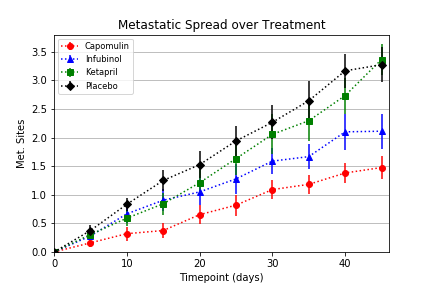 Metastatic Spread over Treatment
Met. Sites
3.5
3.0
2.5
2.0
1.5
1.0
0.5
0.0
Capomulin
Infubinol
Ketapril
Placebo
0
10
20
30
40
Timepoint (days)